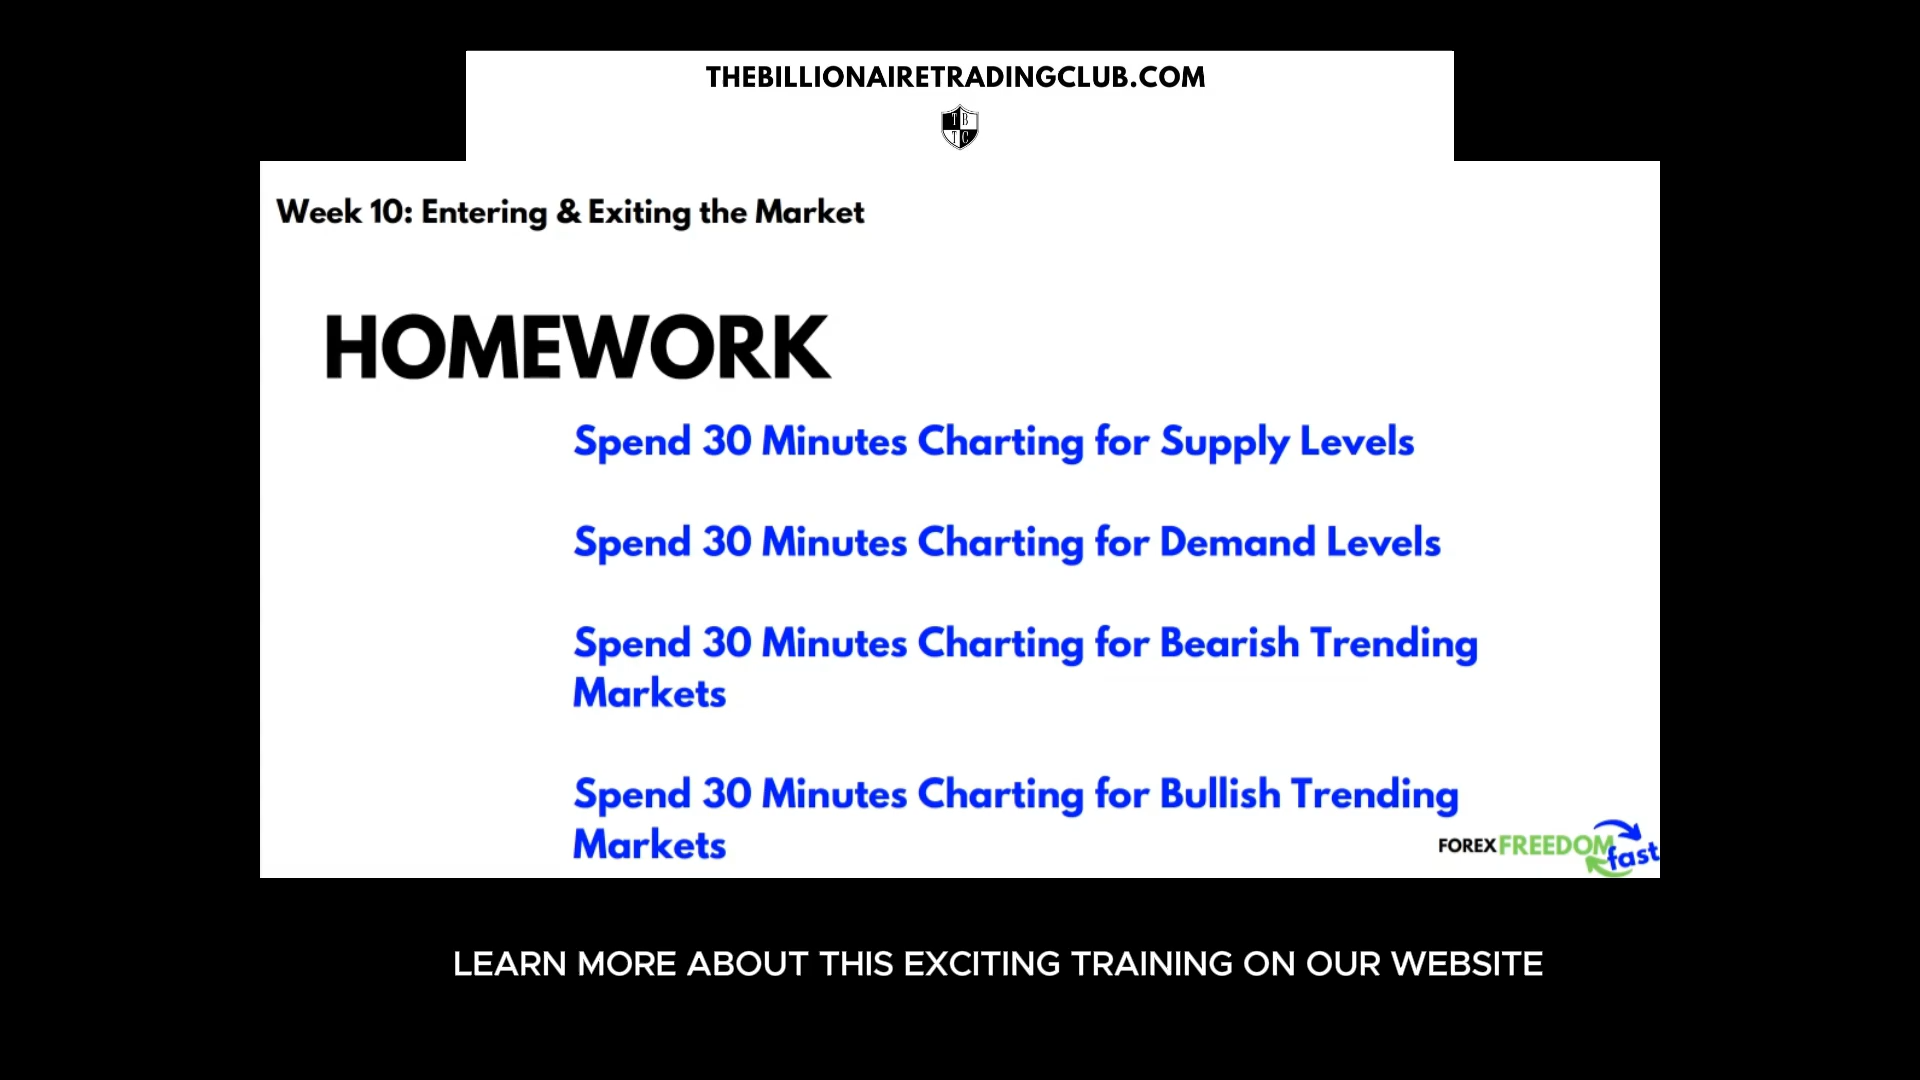 THEBILLIONAIRETRADINGCLUB.COM
T B
T C
Week 10: Entering & Exiting the Market
HOMEWORK
Spend 30 Minutes Charting for Supply Levels
Spend 30 Minutes Charting for Demand Levels
Spend 30 Minutes Charting for Bearish Trending
Markets
Spend 30 Minutes Charting for Bullish Trending
Markets
FOREX FREEDOM
fast
LEARN MORE ABOUT THIS EXCITING TRAINING ON OUR WEBSITE